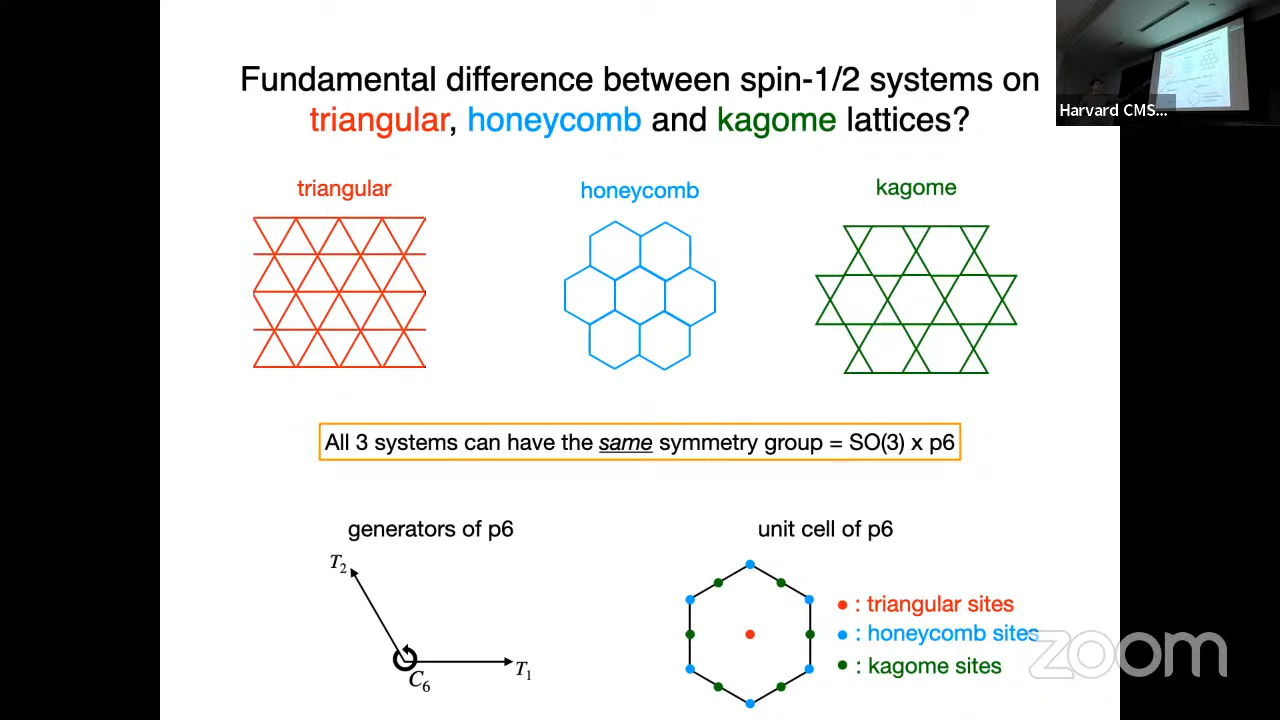 Fundamental difference between spin-1/2 systems on
triangular, honeycomb and kagome lattices?
Harvard CMS...
triangular
honeycomb
kagome
All 3 systems can have the same symmetry group = SO(3) x p6
generators of p6
unit cell of p6
T2
T1
C6
: triangular sites
: honeycomb sites
: kagome sites
zoom